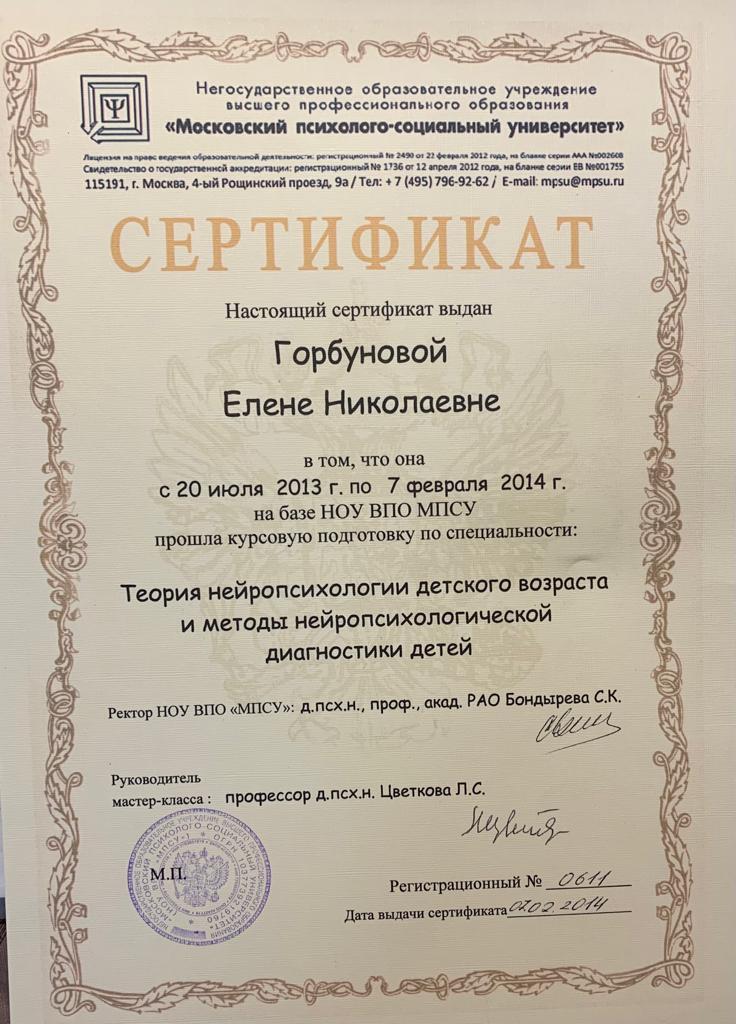 Негосударственное образовательное учреждение
высшего профессионального образования
«Московский психолого-социальный университет»
Лицензия на право ведения образовательной деятельности: регистрационный № 2490 от 22 февраля 2012 года, на бланке серии ААА №002608
Свидетельство о государственной аккредитации: регистрационный № 1736 от 12 апреля 2012 года, на бланке серии ВВ №001755
115191, г. Москва, 4-ый Рощинский проезд, 9а / Тел: + 7 (495) 796-92-62 / E-mail: mpsu@mpsu.ru
СЕРТИФИКАТ
Настоящий сертификат выдан
Горбуновой
Елене Николаевне
в том, что она
с 20 июля 2013 г. по 7 февраля 2014 г.
на базе НОУ ВПО МПСУ
прошла курсовую подготовку по специальности:
Теория нейропсихологии детского возраста
и методы нейропсихологической
диагностики детей
Ректор НОУ ВПО «МПСУ»: д.псх.н., проф., акад. РАО Бондырева С.К.
Руководитель
мастер-класса : профессор д.псх.н. Цветкова Л.С.
М.П.
Регистрационный № 0611
Дата выдачи сертификата 07.02.2014